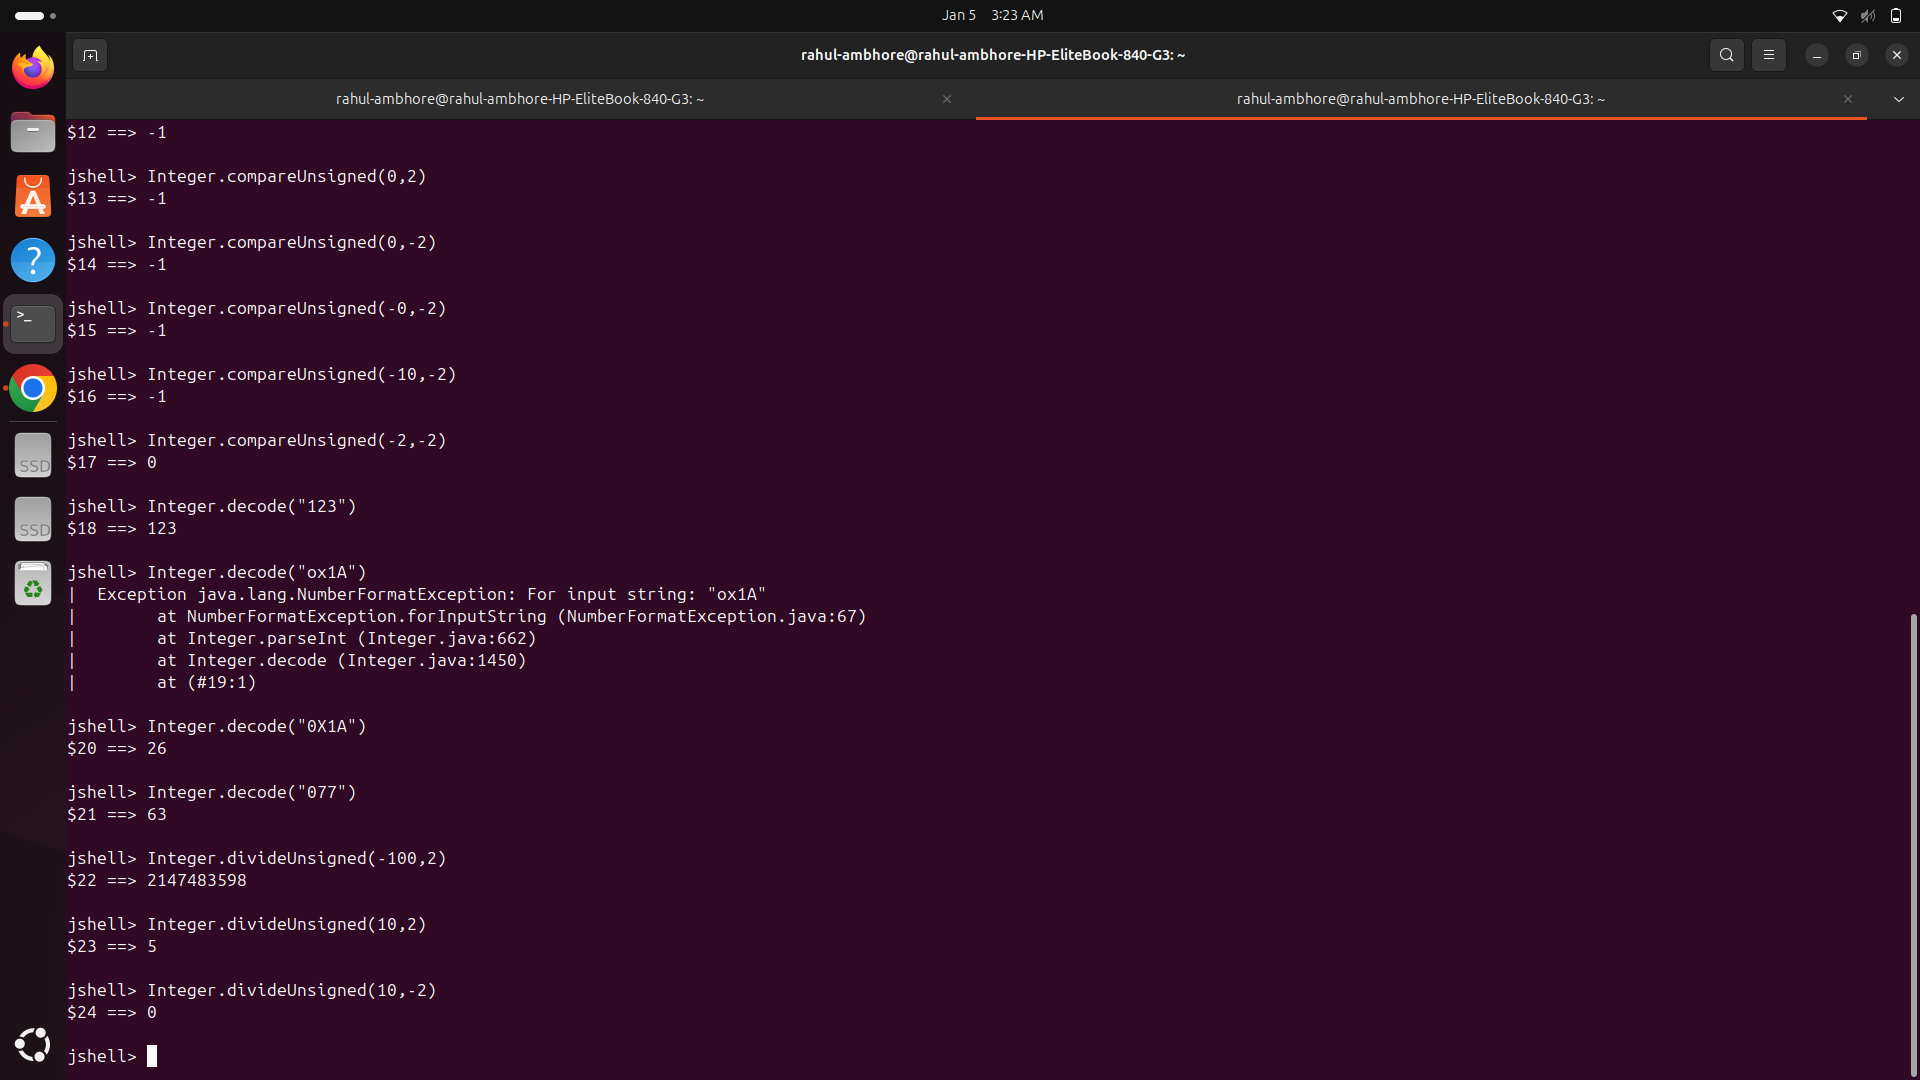 Jan 5 3:23 AM
rahul-ambhore@rahul-ambhore-HP-EliteBook-840-G3: ~
rahul-ambhore@rahul-ambhore-HP-EliteBook-840-G3: ~
rahul-ambhore@rahul-ambhore-HP-EliteBook-840-G3: ~
$12 ==> -1
jshell> Integer.compareUnsigned(0,2)
$13 ==> -1
jshell> Integer.compareUnsigned(0,-2)
$14 ==> -1
jshell> Integer.compareUnsigned(-0,-2)
$15 ==> -1
jshell> Integer.compareUnsigned(-10,-2)
$16 ==> -1
jshell> Integer.compareUnsigned(-2,-2)
$17 ==> 0
jshell> Integer.decode("123")
$18 ==> 123
jshell> Integer.decode("ox1A")
|  Exception java.lang.NumberFormatException: For input string: "ox1A"
|        at NumberFormatException.forInputString (NumberFormatException.java:67)
|        at Integer.parseInt (Integer.java:662)
|        at Integer.decode (Integer.java:1450)
|        at (#19:1)
jshell> Integer.decode("0X1A")
$20 ==> 26
jshell> Integer.decode("077")
$21 ==> 63
jshell> Integer.divideUnsigned(-100,2)
$22 ==> 2147483598
jshell> Integer.divideUnsigned(10,2)
$23 ==> 5
jshell> Integer.divideUnsigned(10,-2)
$24 ==> 0
jshell>
A
?
>_
SSD
SSD